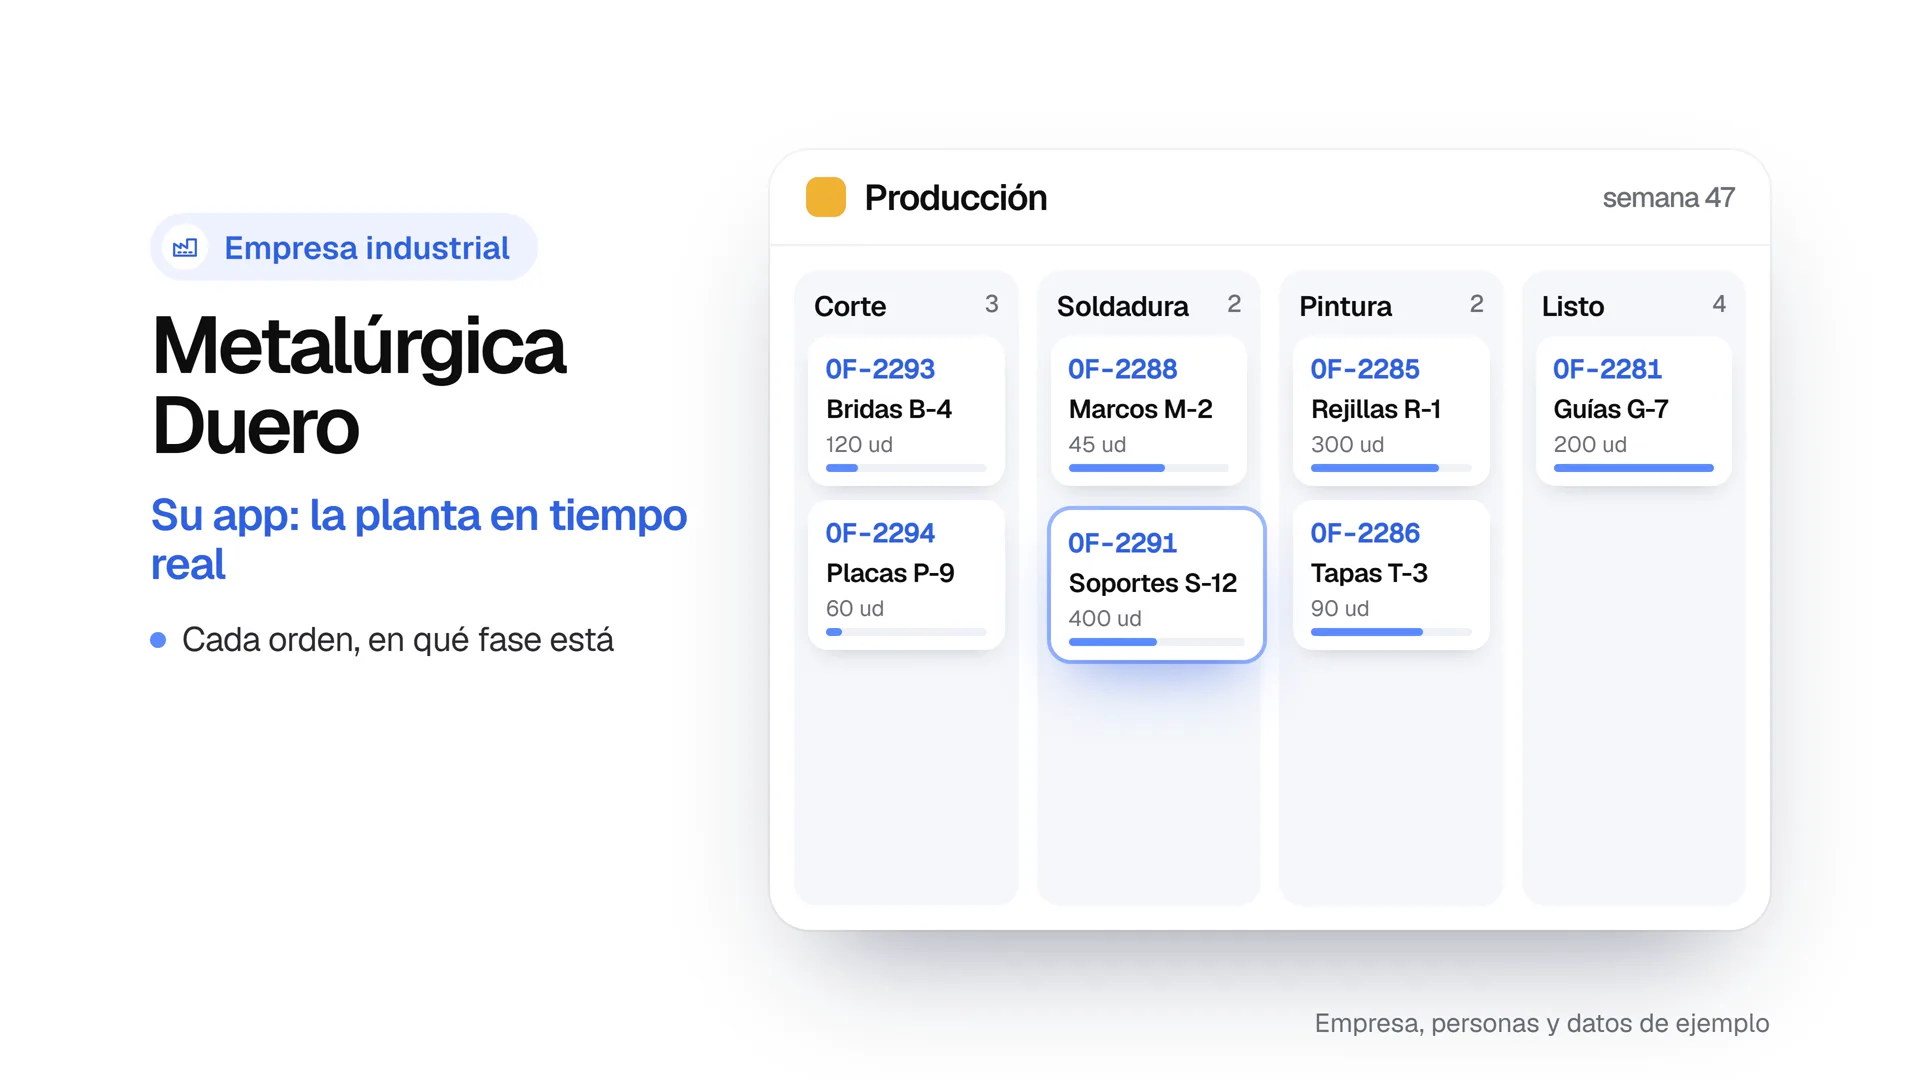 Empresa industrial
Metalúrgica
Duero
Su app: la planta en tiempo
real
Cada orden, en qué fase está
Producción
semana 47
Corte 3
OF-2293
Bridas B-4
120 ud
OF-2294
Placas P-9
60 ud
Soldadura 2
OF-2288
Marcos M-2
45 ud
OF-2291
Soportes S-12
400 ud
Pintura 2
OF-2285
Rejillas R-1
300 ud
OF-2286
Tapas T-3
90 ud
Listo 4
OF-2281
Guías G-7
200 ud
Empresa, personas y datos de ejemplo